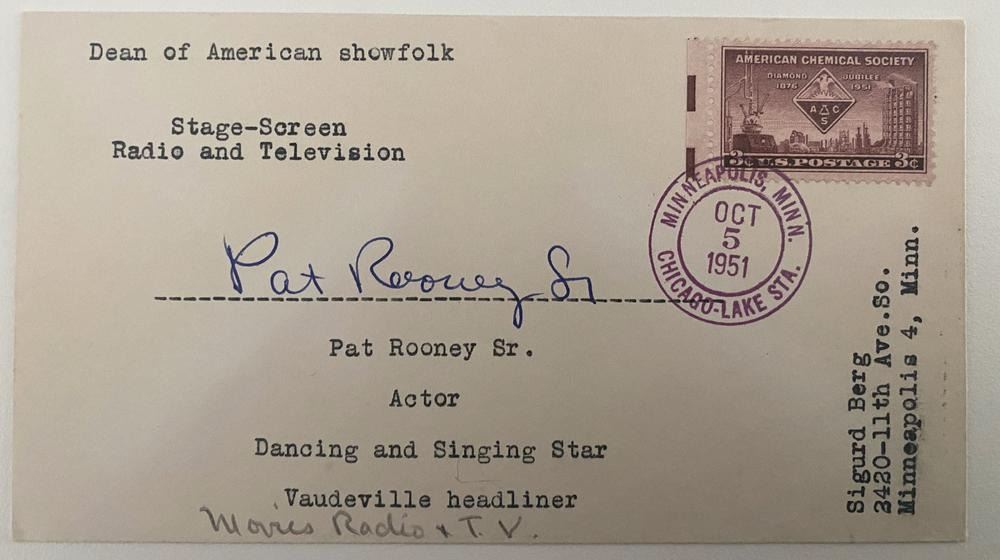 Dean of American showfolk
Stage-Screen
Radio and Television
AMERICAN CHEMICAL SOCIETY
DIAMOND JUBILEE
1876 1951
A C
S
3¢ U.S. POSTAGE 3¢
MINNEAPOLIS, MINN.
OCT
5
1951
CHICAGO-LAKE STA.
Pat Rooney Sr
Pat Rooney Sr.
Actor
Dancing and Singing Star
Vaudeville headliner
Movies Radio & T.V.
Sigurd Berg
3420-11th Ave.So.
Minneapolis 4, Minn.